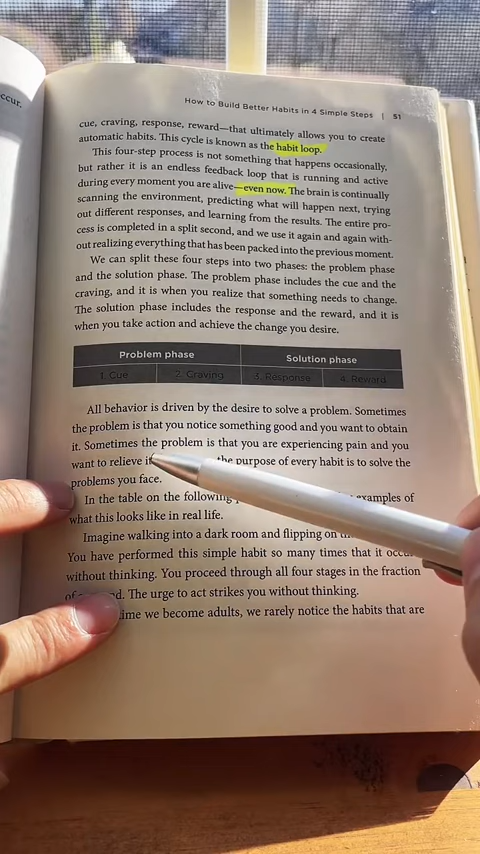 ccur.
How to Build Better Habits in 4 Simple Steps | 51
cue, craving, response, reward—that ultimately allows you to create
automatic habits. This cycle is known as the habit loop.
This four-step process is not something that happens occasionally,
but rather it is an endless feedback loop that is running and active
during every moment you are alive—even now. The brain is continually
scanning the environment, predicting what will happen next, trying
out different responses, and learning from the results. The entire pro-
cess is completed in a split second, and we use it again and again with-
out realizing everything that has been packed into the previous moment.
We can split these four steps into two phases: the problem phase
and the solution phase. The problem phase includes the cue and the
craving, and it is when you realize that something needs to change.
The solution phase includes the response and the reward, and it is
when you take action and achieve the change you desire.
Problem phase Solution phase
1. Cue 2. Craving 3. Response 4. Reward
All behavior is driven by the desire to solve a problem. Sometimes
the problem is that you notice something good and you want to obtain
it. Sometimes the problem is that you are experiencing pain and you
want to relieve it the purpose of every habit is to solve the
problems you face.
In the table on the following examples of
what this looks like in real life.
Imagine walking into a dark room and flipping on
You have performed this simple habit so many times that it occu
without thinking. You proceed through all four stages in the fraction
of The urge to act strikes you without thinking.
ime we become adults, we rarely notice the habits that are